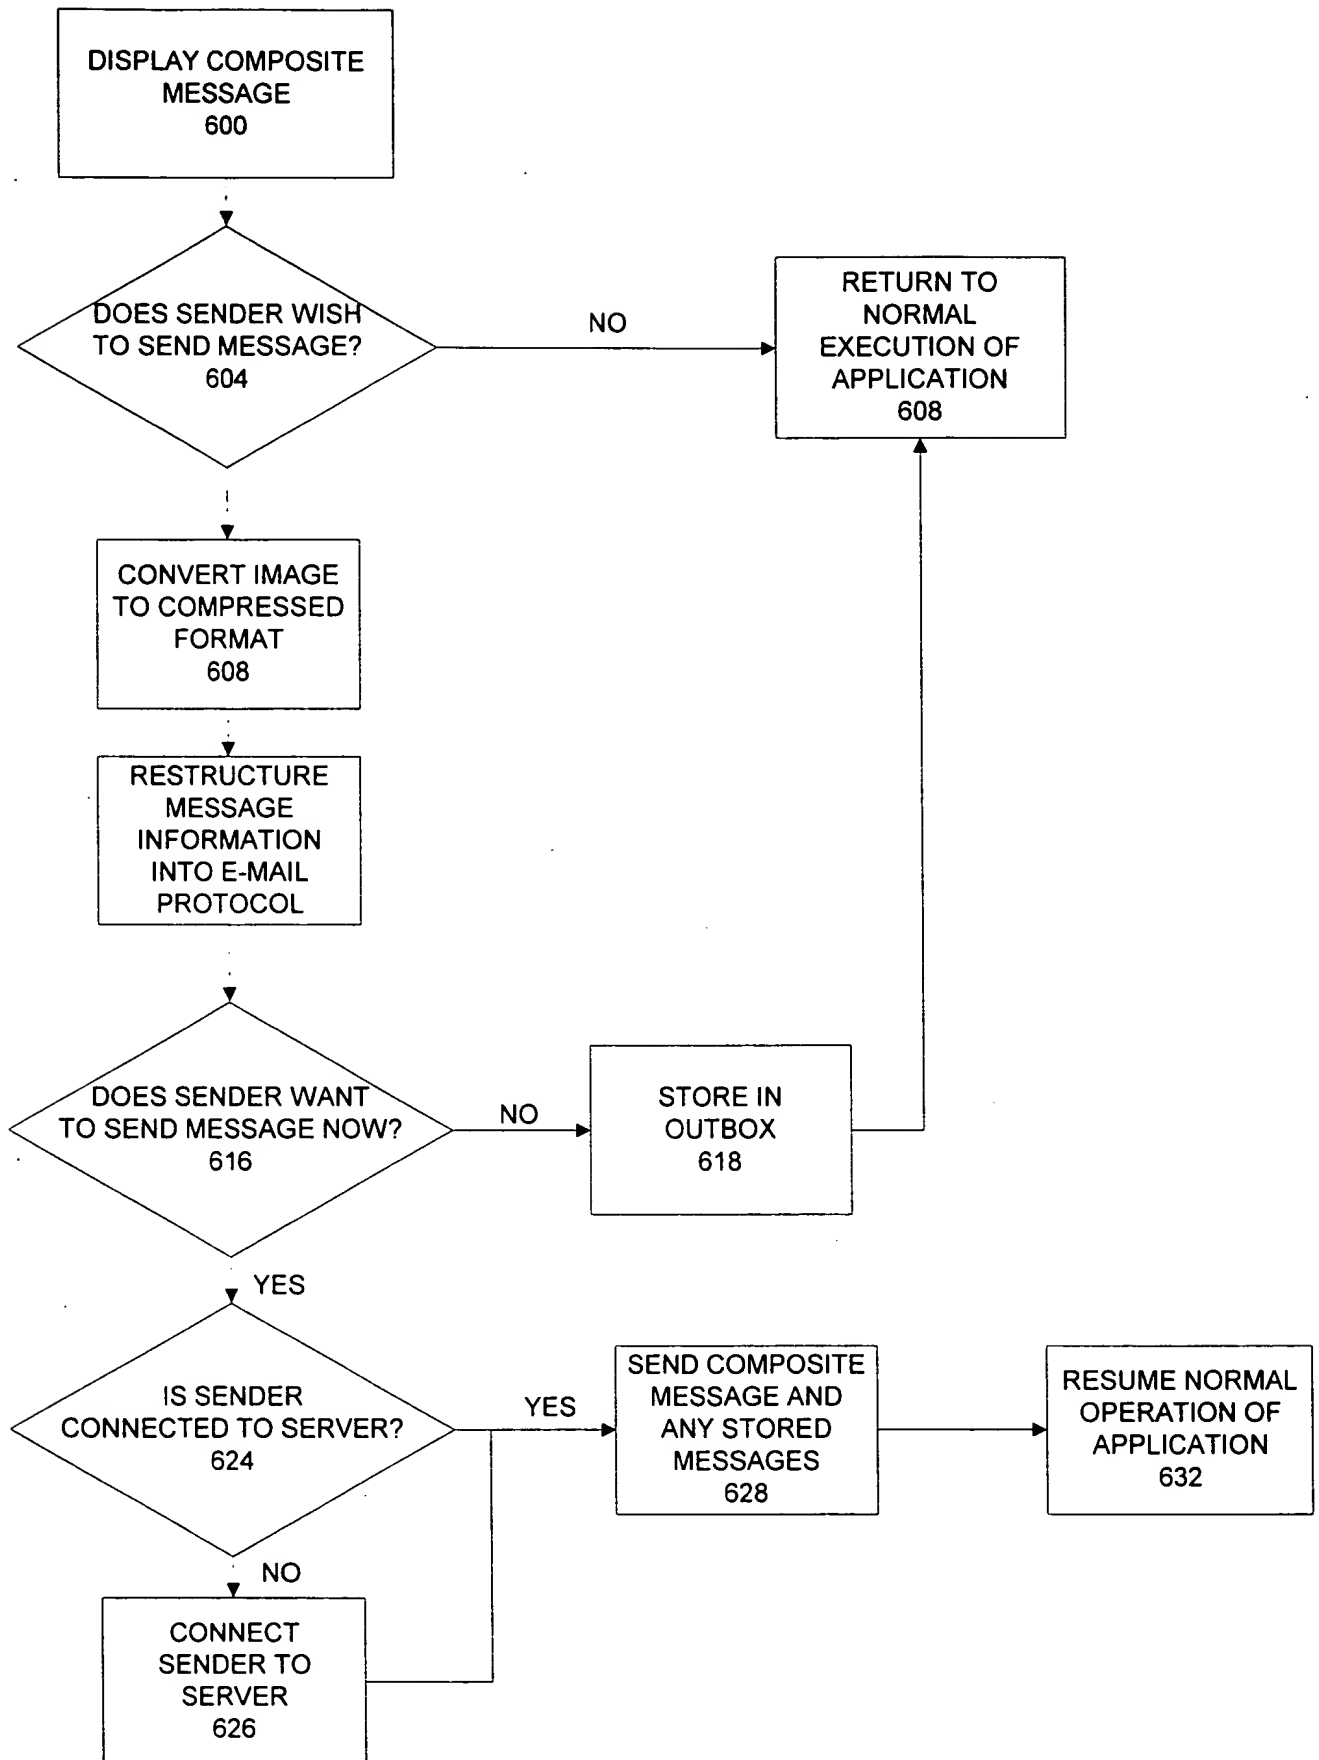 DISPLAY COMPOSITE
MESSAGE
600
DOES SENDER WISH
TO SEND MESSAGE?
604
NO
RETURN TO
NORMAL
EXECUTION OF
APPLICATION
608
CONVERT IMAGE
TO COMPRESSED
FORMAT
608
RESTRUCTURE
MESSAGE
INFORMATION
INTO E-MAIL
PROTOCOL
DOES SENDER WANT
TO SEND MESSAGE NOW?
616
NO
STORE IN
OUTBOX
618
YES
IS SENDER
CONNECTED TO SERVER?
624
YES
SEND COMPOSITE
MESSAGE AND
ANY STORED
MESSAGES
628
RESUME NORMAL
OPERATION OF
APPLICATION
632
NO
CONNECT
SENDER TO
SERVER
626